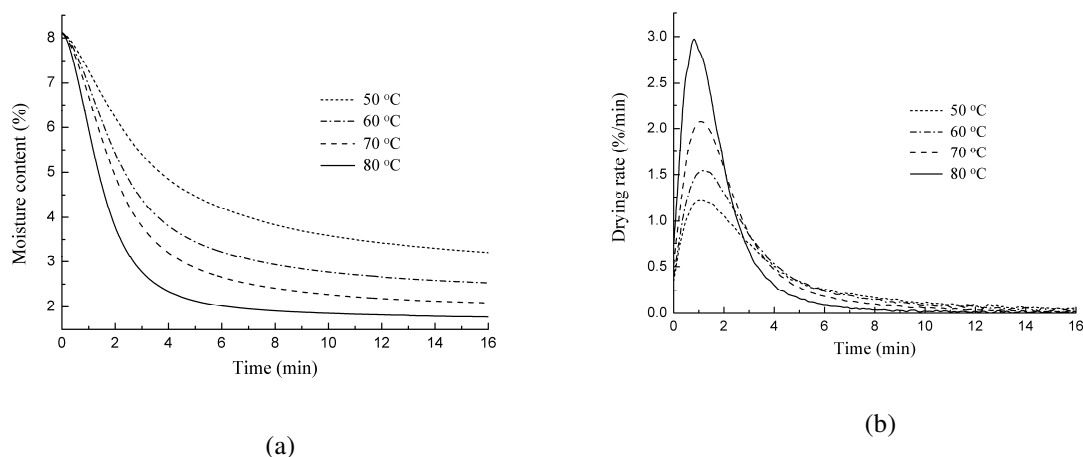 Moisture content (%)
8
7
6
5
4
3
2
0 2 4 6 8 10 12 14 16
Time (min)
50 °C
60 °C
70 °C
80 °C
(a)
Drying rate (%/min)
3.0
2.5
2.0
1.5
1.0
0.5
0.0
0 2 4 6 8 10 12 14 16
Time (min)
50 °C
60 °C
70 °C
80 °C
(b)